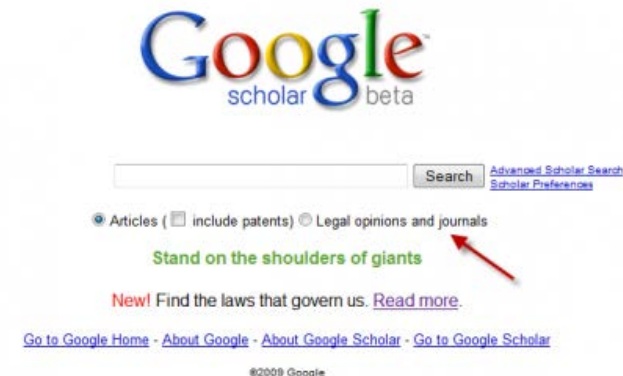 Google
scholar beta
Search
Advanced Scholar Search
Scholar Preferences
Articles ( include patents) Legal opinions and journals
Stand on the shoulders of giants
New! Find the laws that govern us. Read more.
Go to Google Home - About Google - About Google Scholar - Go to Google Scholar
©2009 Google